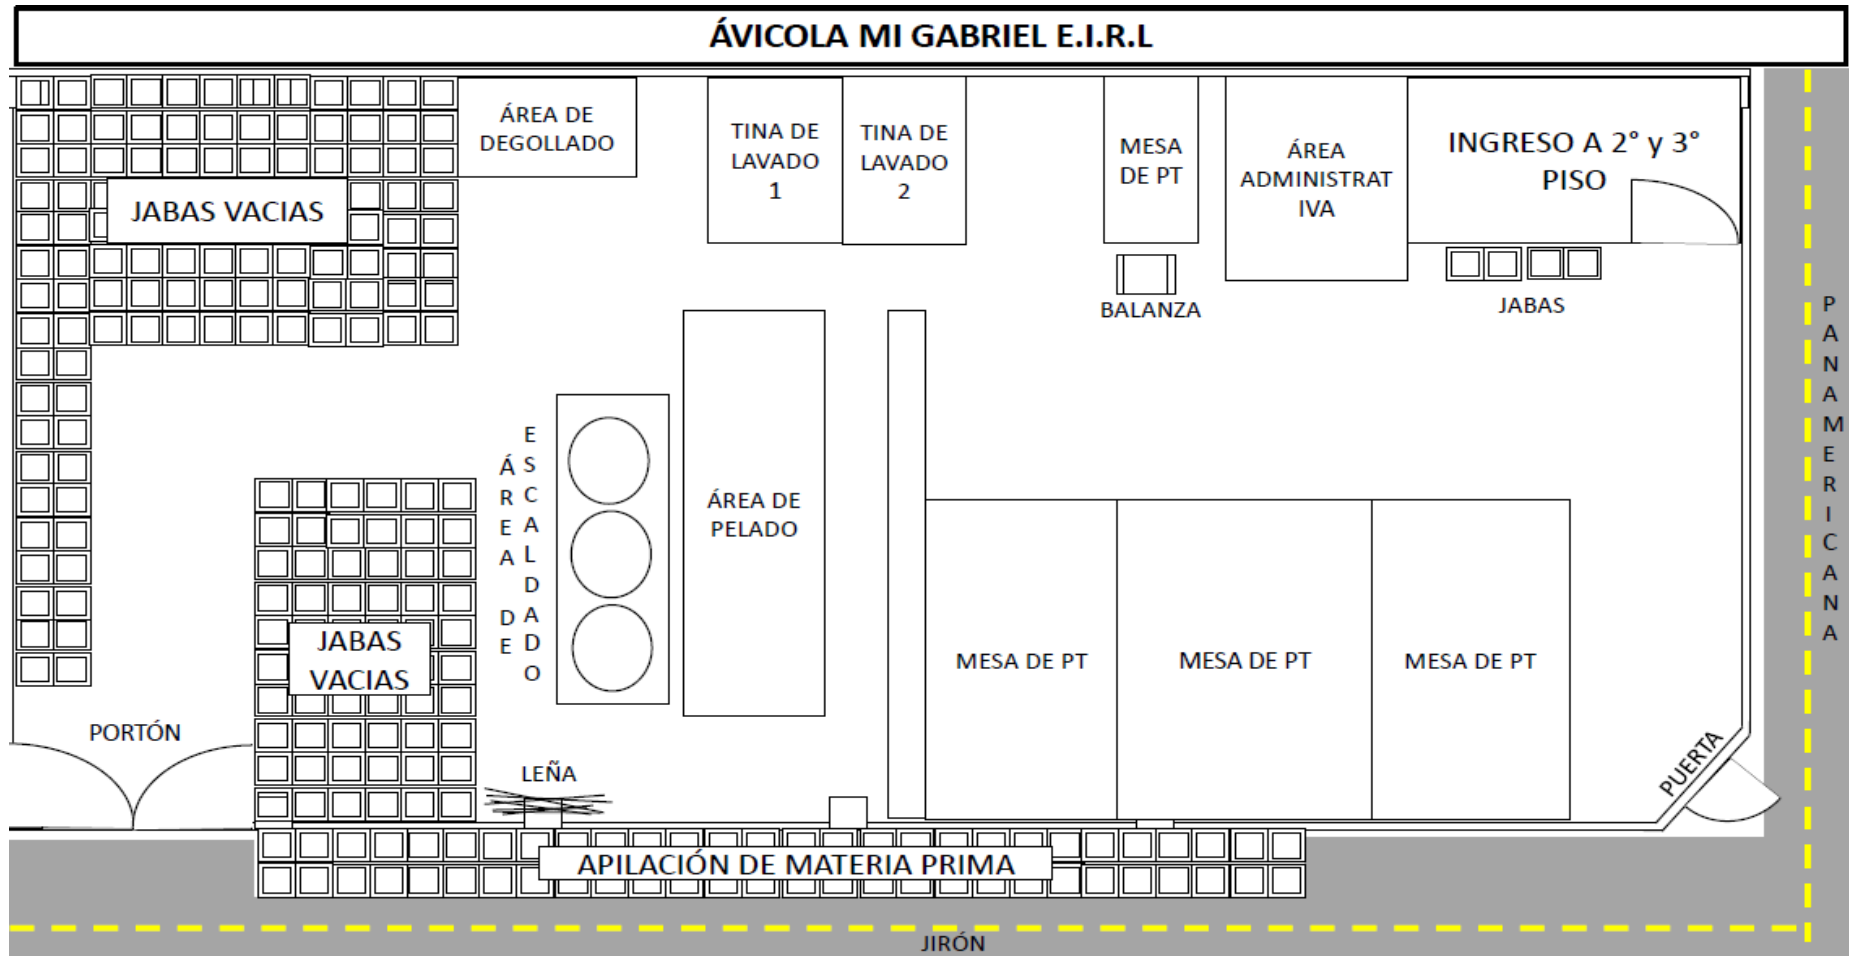 ÁVICOLA MI GABRIEL E.I.R.L
ÁREA DE
DEGOLLADO
TINA DE
LAVADO
1
TINA DE
LAVADO
2
MESA
DE PT
ÁREA
ADMINISTRAT
IVA
INGRESO A 2° y 3°
PISO
JABAS VACIAS
BALANZA
JABAS
PANAMERICANA
ÁREA DE
ESCALDADO
ÁREA DE
PELADO
JABAS
VACIAS
MESA DE PT
MESA DE PT
MESA DE PT
PORTÓN
LEÑA
PUERTA
APILACIÓN DE MATERIA PRIMA
JIRÓN